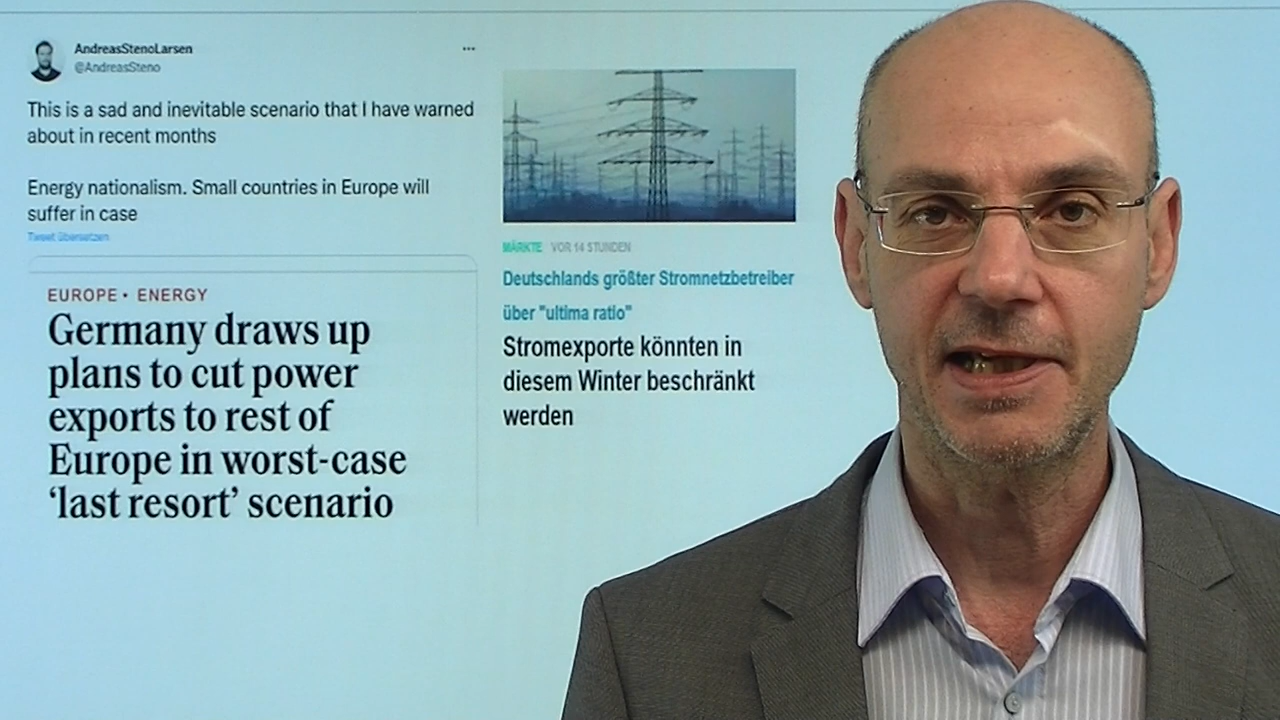 AndreasStenoLarsen
@AndreasSteno
This is a sad and inevitable scenario that I have warned
about in recent months
Energy nationalism. Small countries in Europe will
suffer in case
Tweet übersetzen
EUROPE • ENERGY
Germany draws up
plans to cut power
exports to rest of
Europe in worst-case
‘last resort’ scenario
MÄRKTE VOR 14 STUNDEN
Deutschlands größter Stromnetzbetreiber
über "ultima ratio"
Stromexporte könnten in
diesem Winter beschränkt
werden